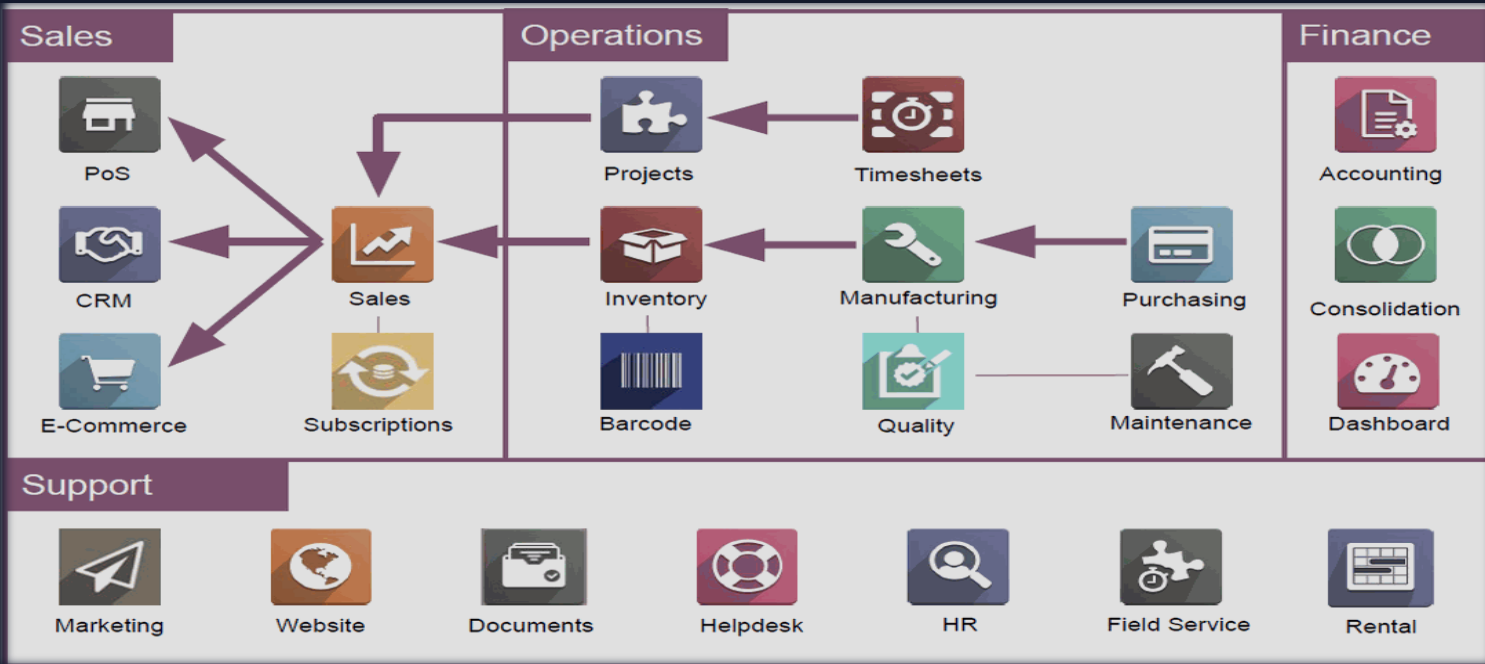 Sales
Operations
Finance
PoS
Projects
Timesheets
Accounting
CRM
Sales
Inventory
Manufacturing
Purchasing
Consolidation
E-Commerce
Subscriptions
Barcode
Quality
Maintenance
Dashboard
Support
Marketing
Website
Documents
Helpdesk
HR
Field Service
Rental